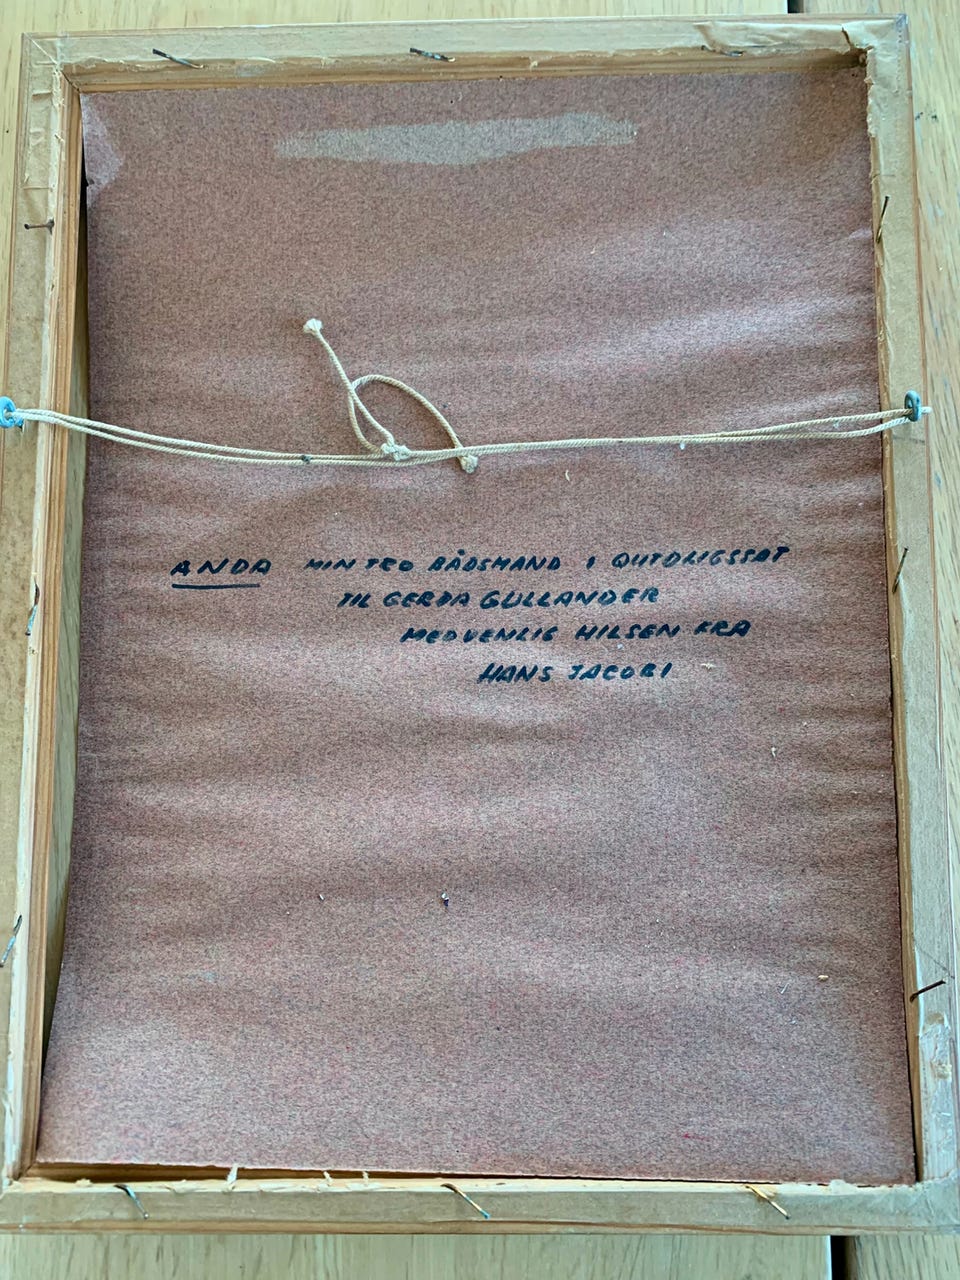 ANDA MIN TRO BÅDSMAND I QUTDLIGSSAT
TIL GERDA GULLANDER
MED VENLIG HILSEN FRA
HANS JACOBI